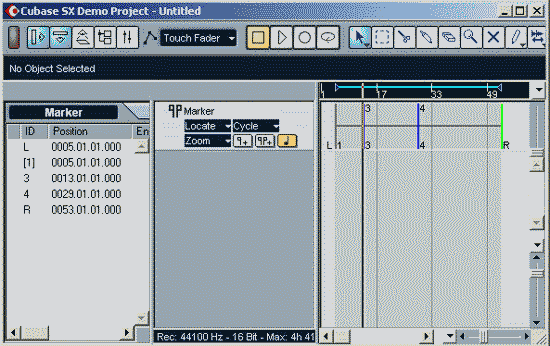 Cubase SX Demo Project - Untitled
Touch Fader
No Object Selected
1 17 33 49
Marker
ID Position En
L 0005.01.01.000
[1] 0005.01.01.000
3 0013.01.01.000
4 0029.01.01.000
R 0053.01.01.000
Marker
Locate Cycle
Zoom
3 4
L 1 3 4 R
Rec: 44100 Hz - 16 Bit - Max: 4h 41